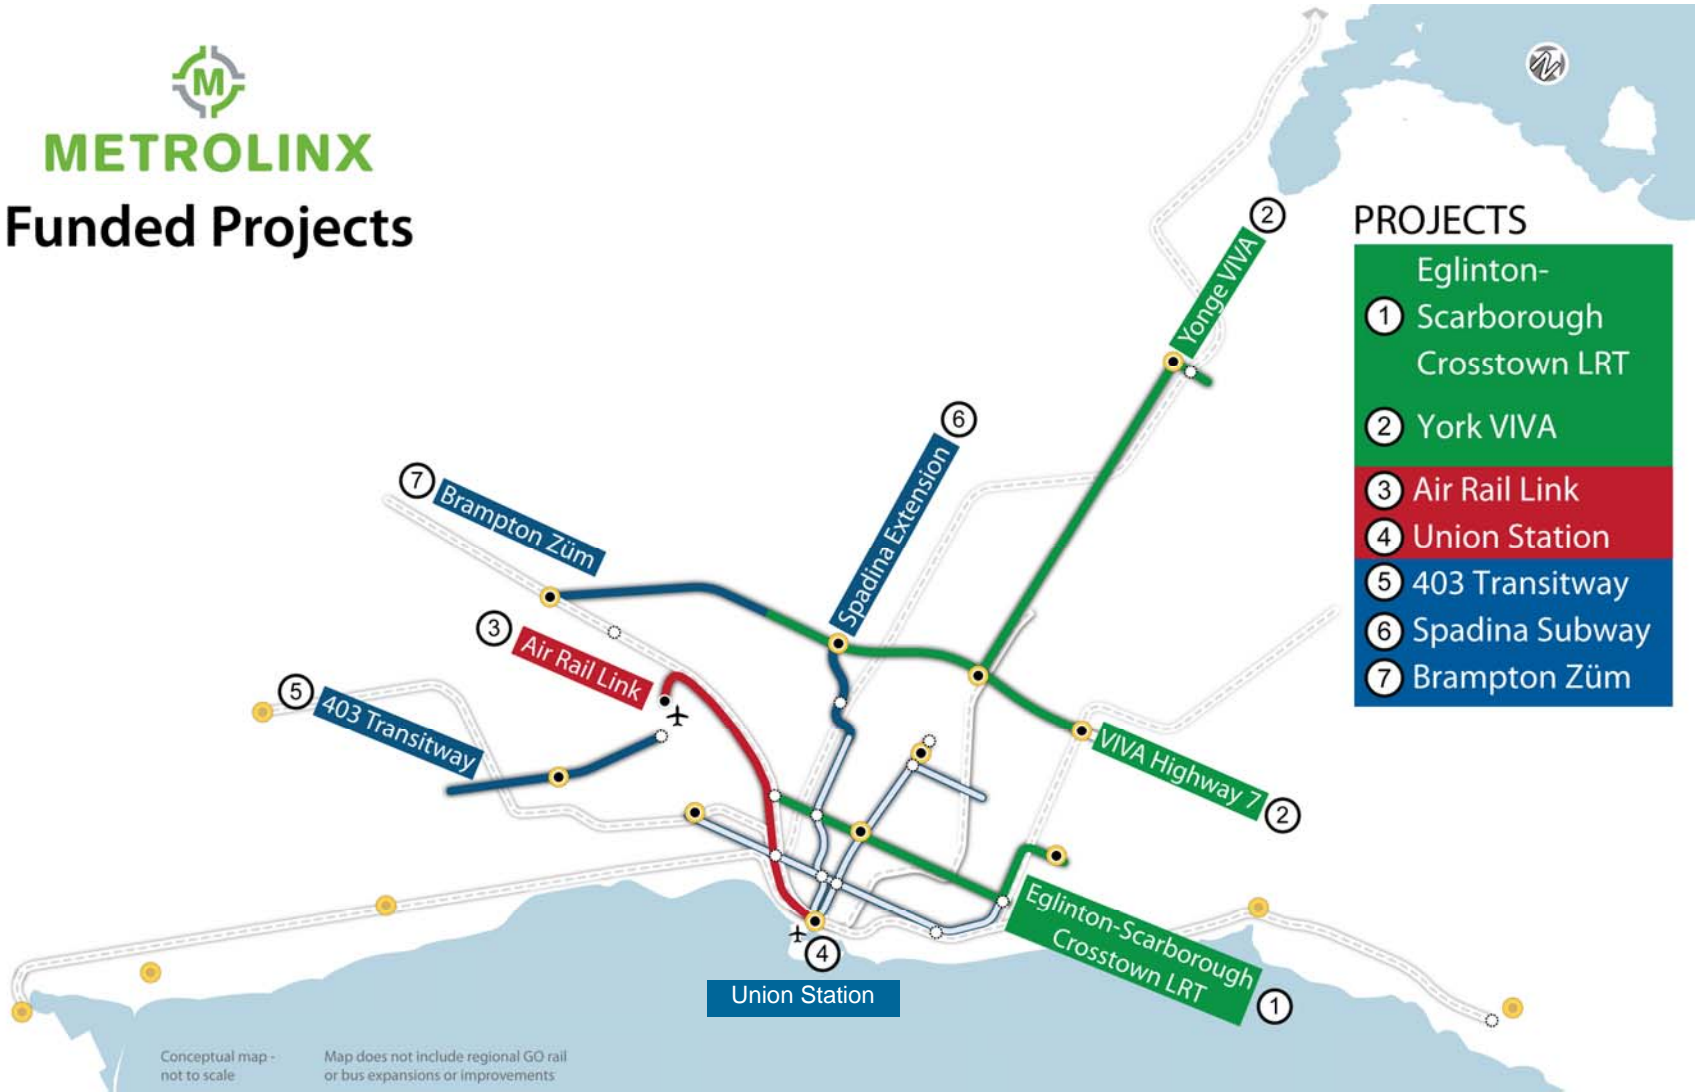 M
METROLINX
Funded Projects
2
Yonge VIVA
6
Spadina Extension
7
Brampton Züm
3
Air Rail Link
5
403 Transitway
VIVA Highway 7
2
Eglinton-Scarborough
Crosstown LRT
1
4
Union Station
PROJECTS
Eglinton-
1 Scarborough
Crosstown LRT
2 York VIVA
3 Air Rail Link
4 Union Station
5 403 Transitway
6 Spadina Subway
7 Brampton Züm
N
Conceptual map -
not to scale
Map does not include regional GO rail
or bus expansions or improvements